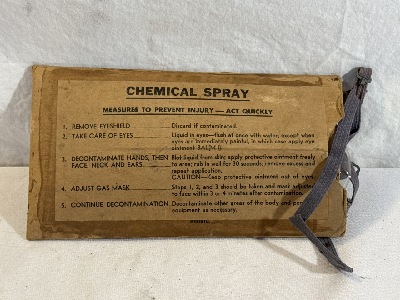 CHEMICAL SPRAY
MEASURES TO PREVENT INJURY — ACT QUICKLY
1. REMOVE EYESHIELD Discard if contaminated.
2. TAKE CARE OF EYES Liquid in eyes—flush at once with water, except when
eyes are immediately painful, in which case apply eye
ointment
3. DECONTAMINATE HANDS, THEN Blot liquid from skin; apply protective ointment freely
FACE, NECK AND EARS to area; rub in well for 30 seconds; remove excess and
repeat application.
CAUTION—Keep protective ointment out of eyes.
4. ADJUST GAS MASK Steps 1, 2, and 3 should be taken and mask adjusted
to face within 3 or 4 minutes after contamination.
5. CONTINUE DECONTAMINATION Decontaminate other areas of the body and
equipment as necessary.